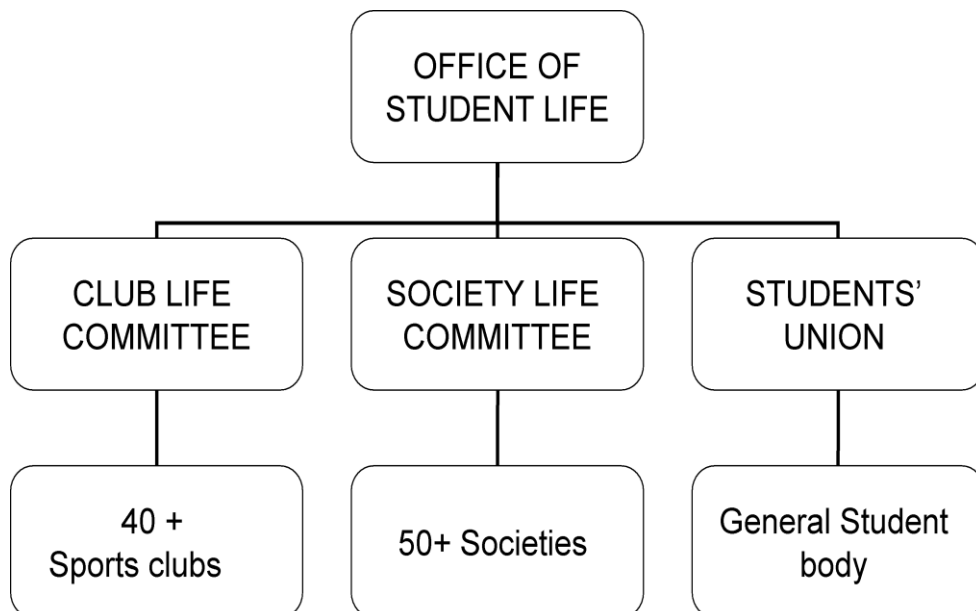 OFFICE OF
STUDENT LIFE
CLUB LIFE
COMMITTEE
SOCIETY LIFE
COMMITTEE
STUDENTS’
UNION
40 +
Sports clubs
50+ Societies
General Student
body